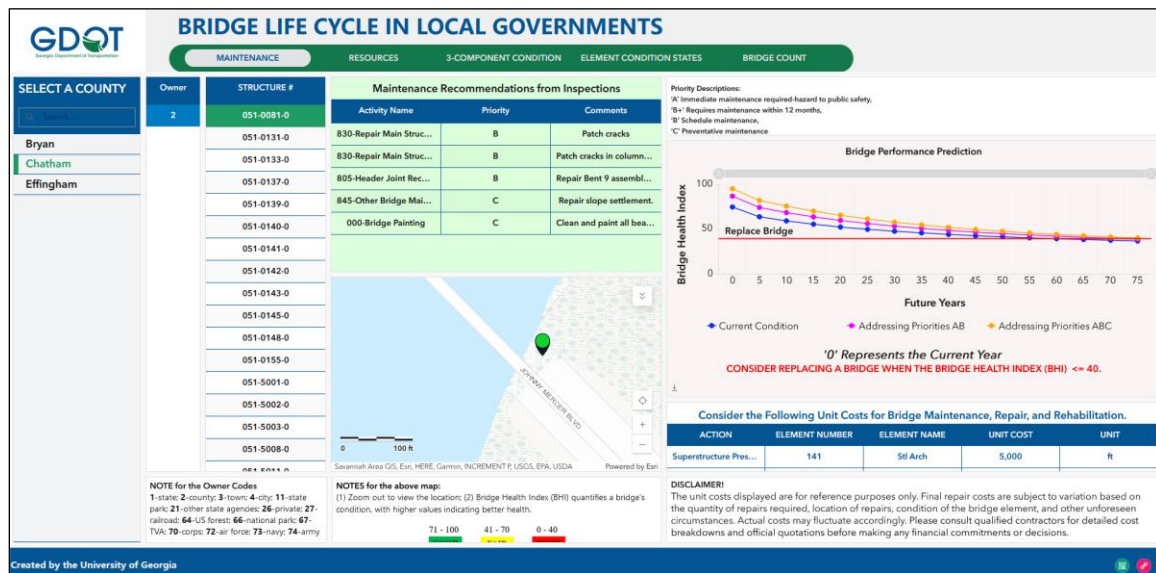 GDOT
Georgia Department of Transportation
BRIDGE LIFE CYCLE IN LOCAL GOVERNMENTS
MAINTENANCE
RESOURCES
3-COMPONENT CONDITION
ELEMENT CONDITION STATES
BRIDGE COUNT
SELECT A COUNTY
Search...
Bryan
Chatham
Effingham
Owner
2
STRUCTURE #
051-0081-0
051-0131-0
051-0133-0
051-0137-0
051-0139-0
051-0140-0
051-0141-0
051-0142-0
051-0143-0
051-0145-0
051-0148-0
051-0155-0
051-5001-0
051-5002-0
051-5003-0
051-5008-0
051-5011-0
Maintenance Recommendations from Inspections
Activity Name Priority Comments
830-Repair Main Struc... B Patch cracks
830-Repair Main Struc... B Patch cracks in column...
805-Header Joint Rec... B Repair Bent 9 assembl...
845-Other Bridge Mai... C Repair slope settlement.
000-Bridge Painting C Clean and paint all bea...
JOHNNY MERCER BLVD
0 100 ft
Savannah Area GIS, Esri, HERE, Garmin, INCREMENT P, USGS, EPA, USDA Powered by Esri
Priority Descriptions:
'A' Immediate maintenance required-hazard to public safety,
'B+' Requires maintenance within 12 months,
'B' Schedule maintenance,
'C' Preventative maintenance
Bridge Performance Prediction
Bridge Health Index
100
50
0
Replace Bridge
0 5 10 15 20 25 30 35 40 45 50 55 60 65 70 75
Future Years
Current Condition Addressing Priorities AB Addressing Priorities ABC
'0' Represents the Current Year
CONSIDER REPLACING A BRIDGE WHEN THE BRIDGE HEALTH INDEX (BHI) <= 40.
Consider the Following Unit Costs for Bridge Maintenance, Repair, and Rehabilitation.
ACTION ELEMENT NUMBER ELEMENT NAME UNIT COST UNIT
Superstructure Pres... 141 Stl Arch 5,000 ft
NOTE for the Owner Codes
1-state; 2-county; 3-town; 4-city; 11-state
park; 21-other state agencies; 26-private; 27-
railroad; 64-US forest; 66-national park; 67-
TVA; 70-corps; 72-air force; 73-navy; 74-army
NOTES for the above map:
(1) Zoom out to view the location; (2) Bridge Health Index (BHI) quantifies a bridge's
condition, with higher values indicating better health.
71 - 100 41 - 70 0 - 40
DISCLAIMER!
The unit costs displayed are for reference purposes only. Final repair costs are subject to variation based on
the quantity of repairs required, location of repairs, condition of the bridge element, and other unforeseen
circumstances. Actual costs may fluctuate accordingly. Please consult qualified contractors for detailed cost
breakdowns and official quotations before making any financial commitments or decisions.
Created by the University of Georgia